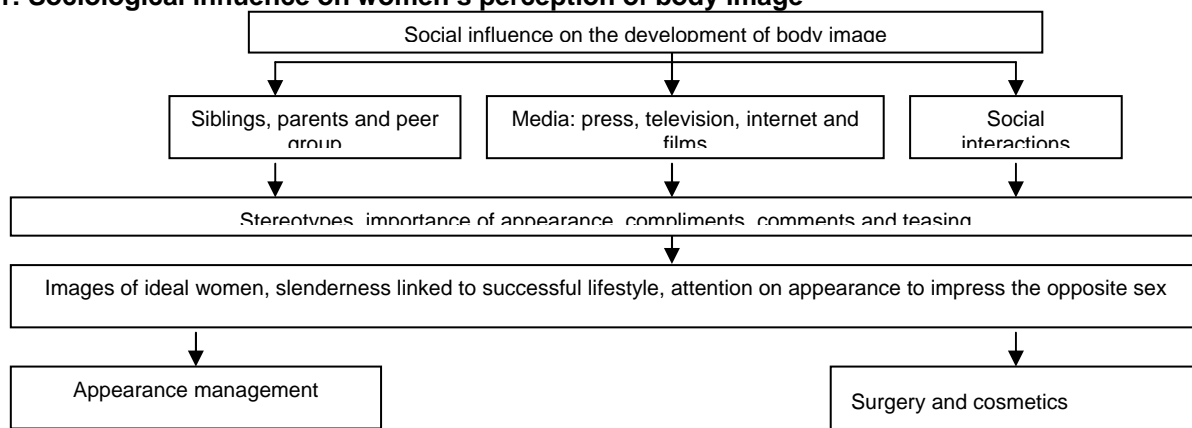 1: Sociological influence on women's perception of body image
Social influence on the development of body image
Siblings, parents and peer
group
Media: press, television, internet and
films
Social
interactions
Stereotypes, importance of appearance, compliments, comments and teasing
Images of ideal women, slenderness linked to successful lifestyle, attention on appearance to impress the opposite sex
Appearance management
Surgery and cosmetics